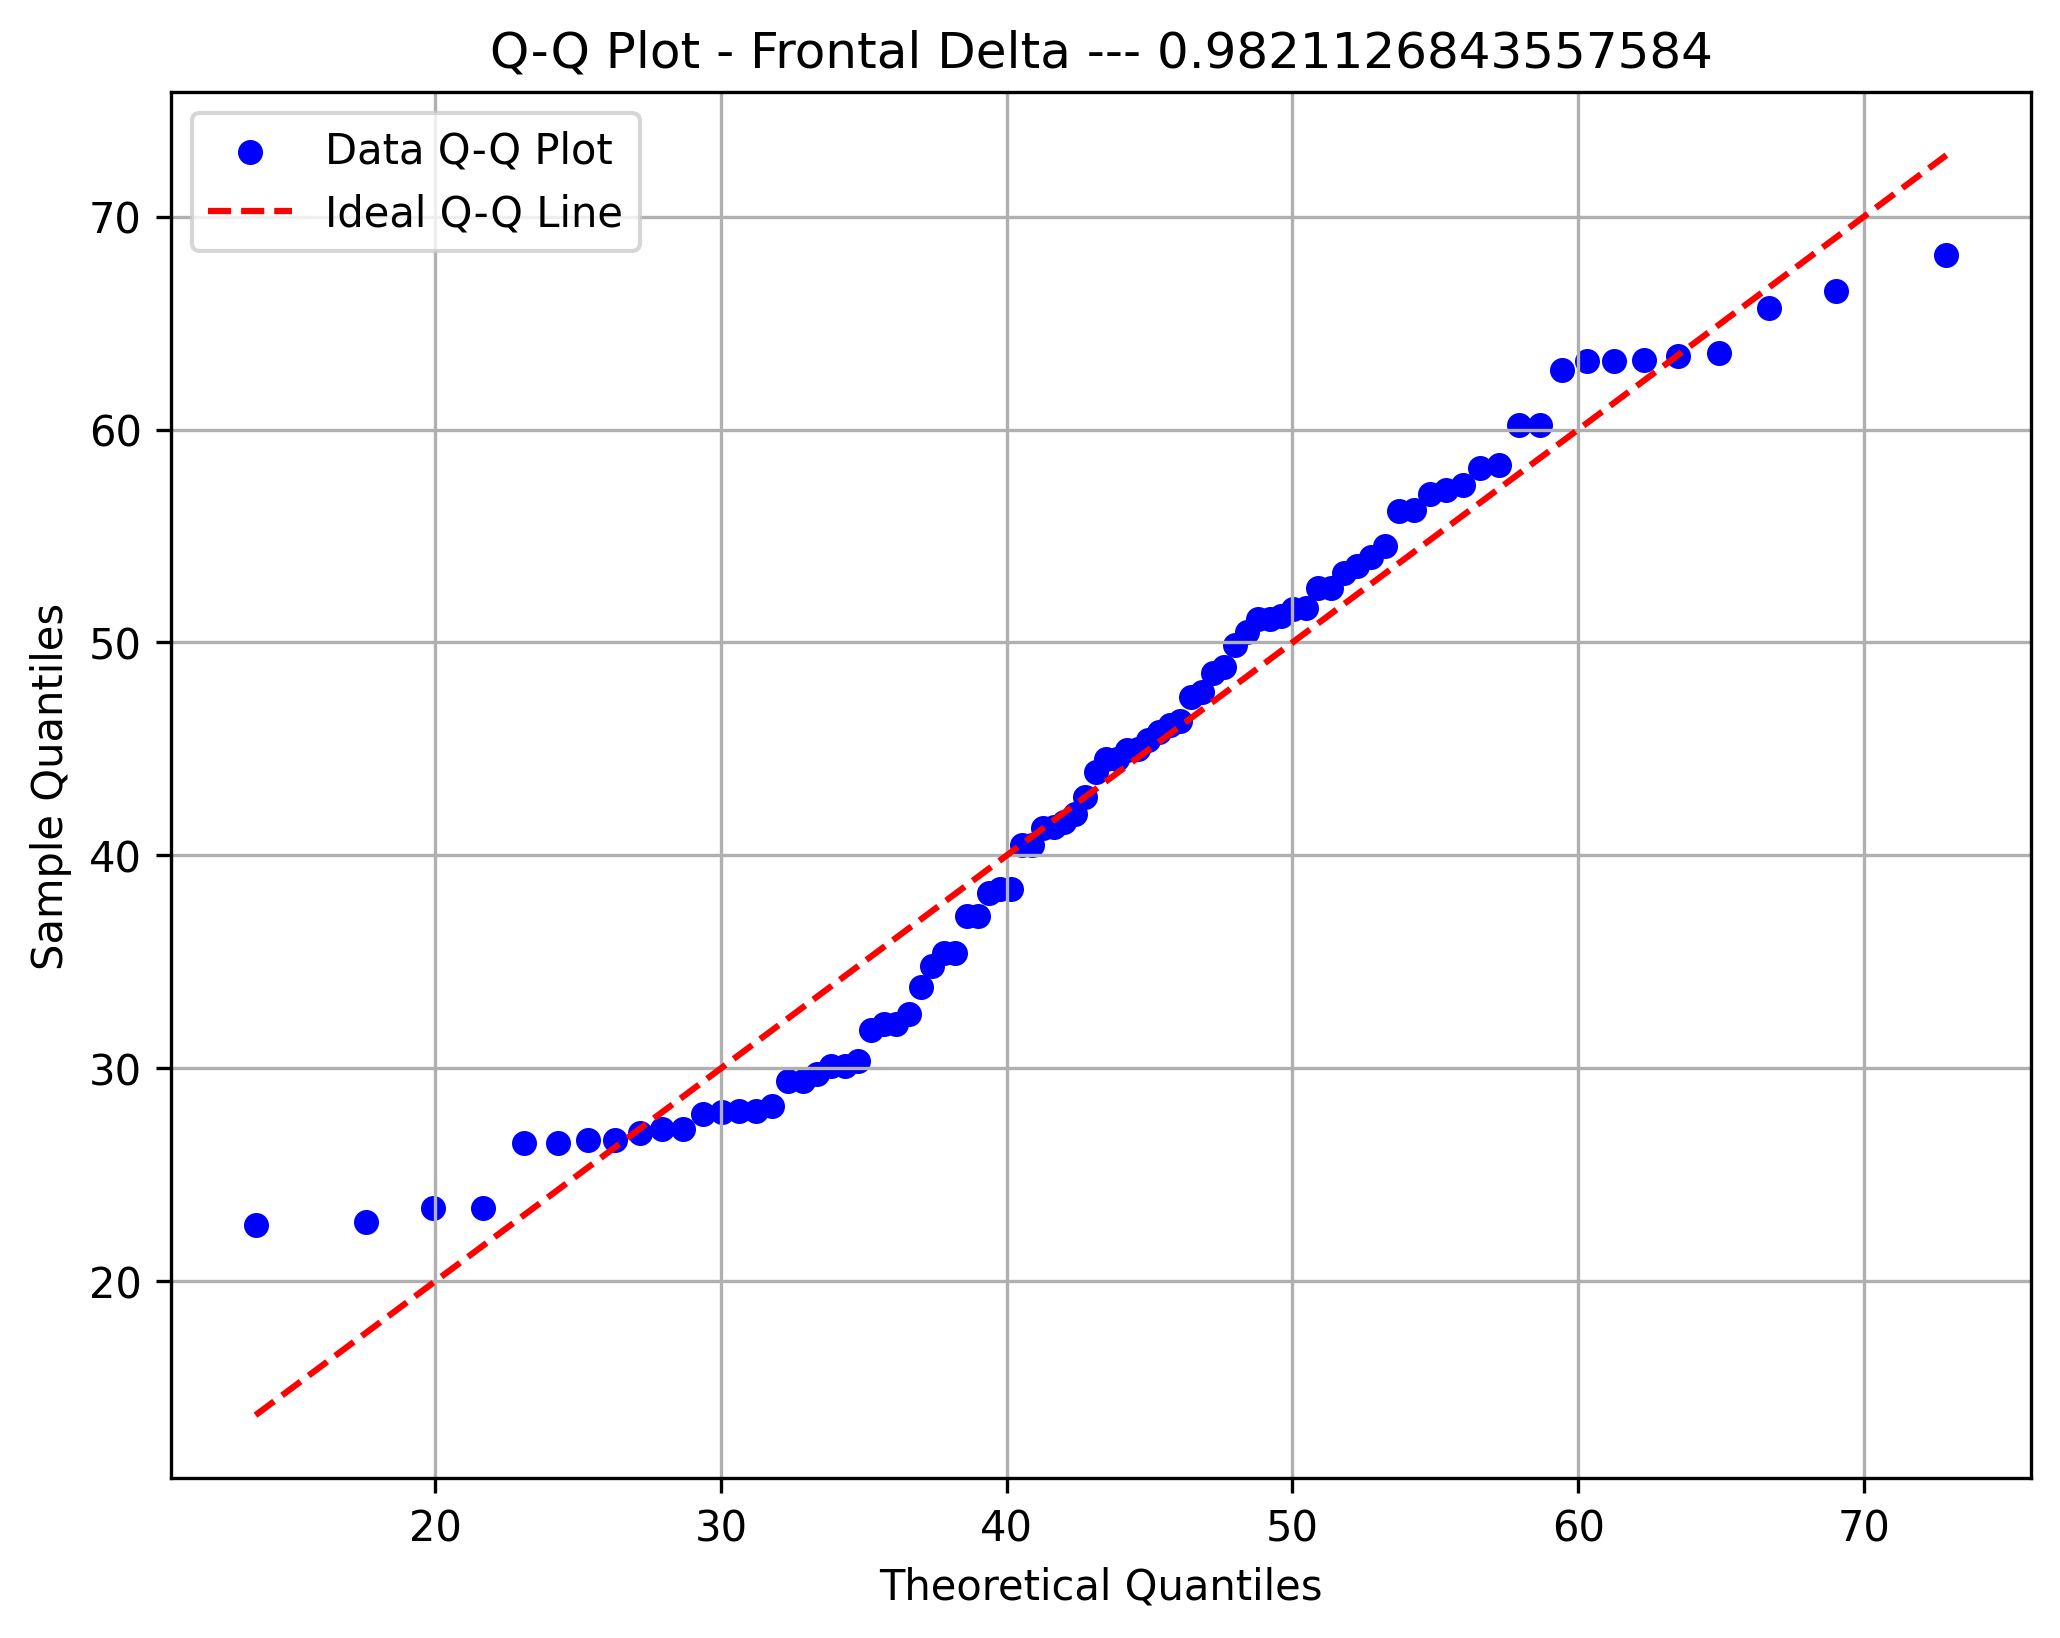 Q-Q Plot - Frontal Delta --- 0.9821126843557584
Data Q-Q Plot
Ideal Q-Q Line
70
60
50
40
30
20
Sample Quantiles
20 30 40 50 60 70
Theoretical Quantiles